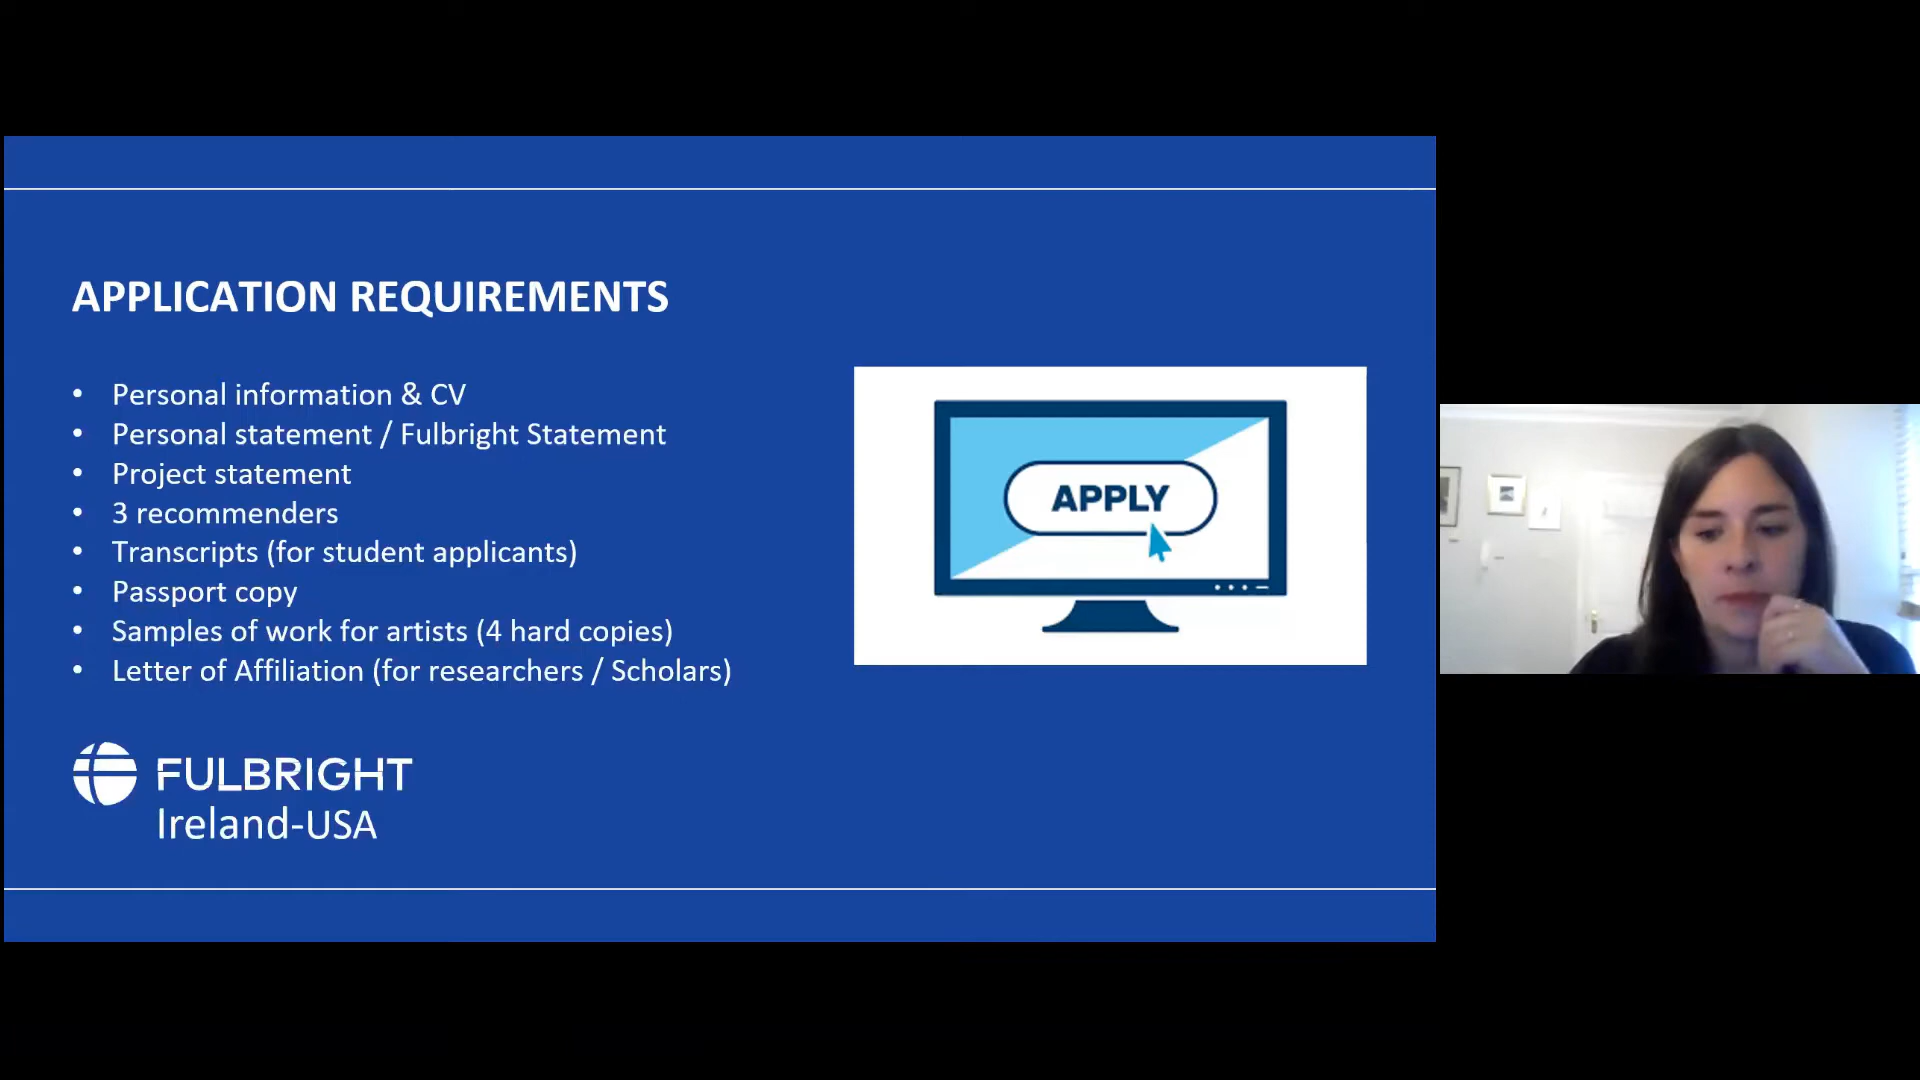 APPLICATION REQUIREMENTS
• Personal information & CV
• Personal statement / Fulbright Statement
• Project statement
• 3 recommenders
• Transcripts (for student applicants)
• Passport copy
• Samples of work for artists (4 hard copies)
• Letter of Affiliation (for researchers / Scholars)
APPLY
FULBRIGHT
Ireland-USA